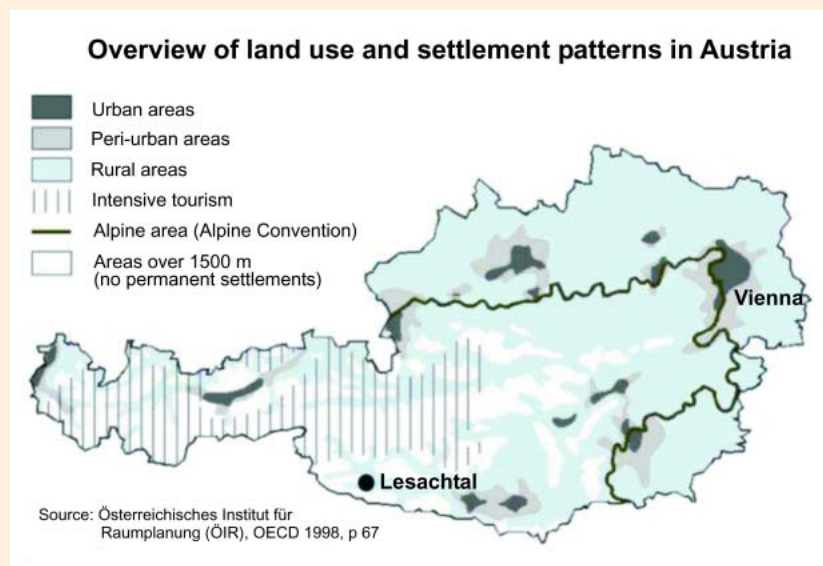 Overview of land use and settlement patterns in Austria
Urban areas
Peri-urban areas
Rural areas
Intensive tourism
Alpine area (Alpine Convention)
Areas over 1500 m
(no permanent settlements)
Vienna
Lesachtal
Source: Österreichisches Institut für
Raumplanung (ÖIR), OECD 1998, p 67